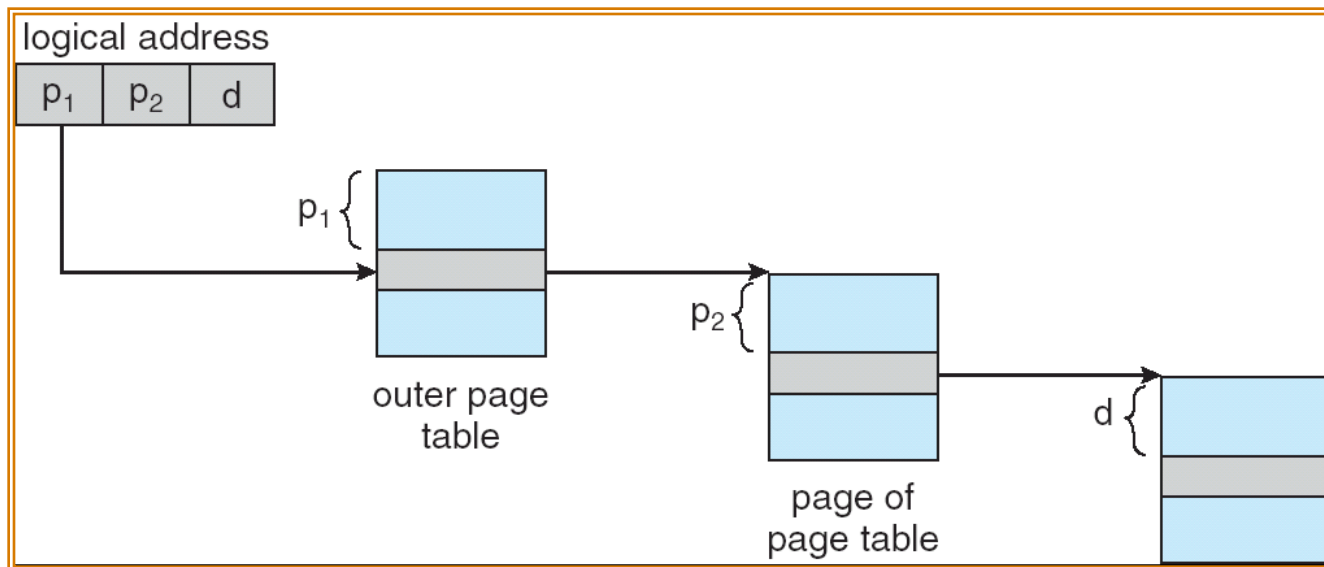 logical address
p₁ p₂ d
p₁
outer page
table
p₂
page of
page table
d